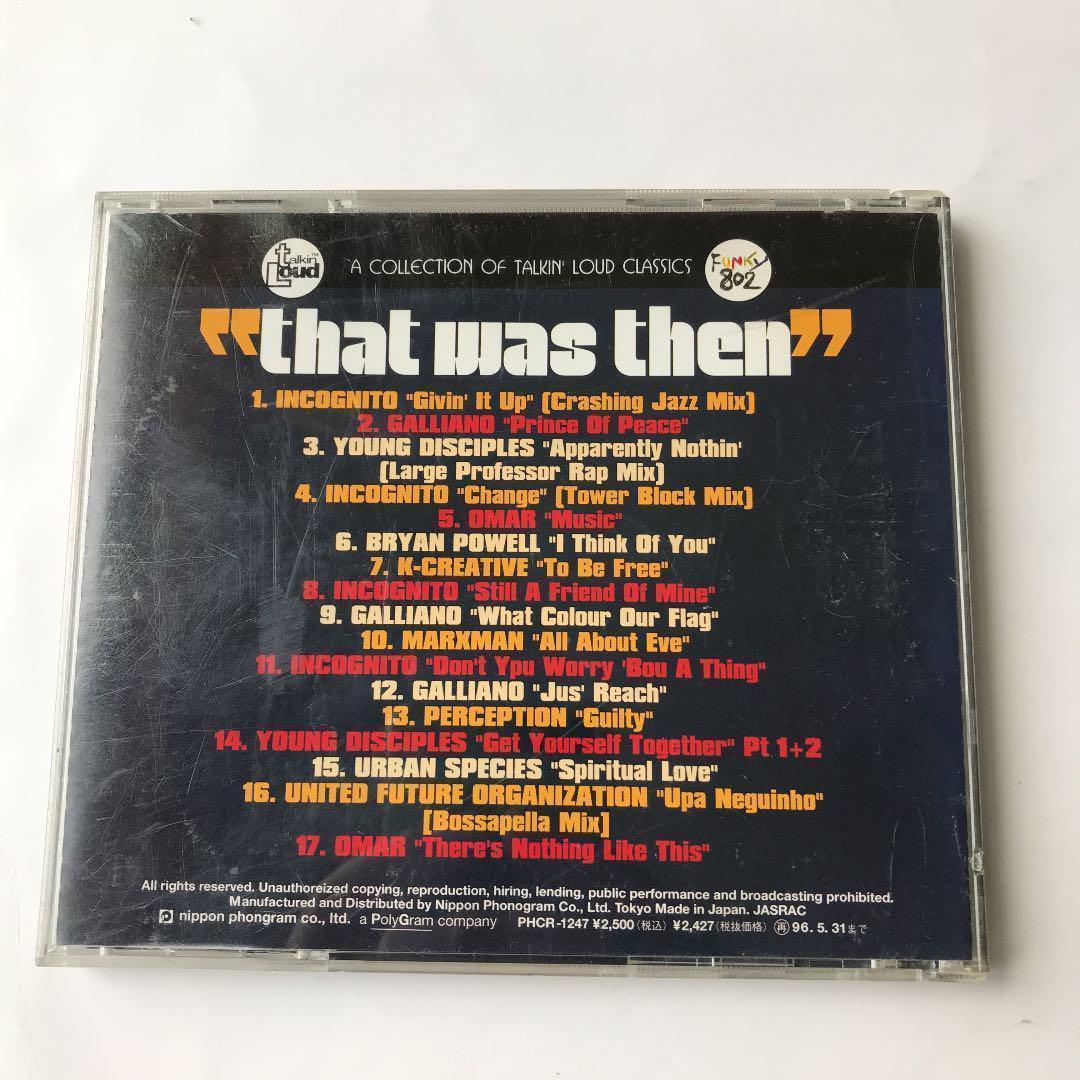 talkin Loud™
A COLLECTION OF TALKIN' LOUD CLASSICS
FUNKY 802
"that was then"
1. INCOGNITO "Givin' It Up" (Crashing Jazz Mix)
2. GALLIANO "Prince Of Peace"
3. YOUNG DISCIPLES "Apparently Nothin'
(Large Professor Rap Mix)
4. INCOGNITO "Change" (Tower Block Mix)
5. OMAR "Music"
6. BRYAN POWELL "I Think Of You"
7. K-CREATIVE "To Be Free"
8. INCOGNITO "Still A Friend Of Mine"
9. GALLIANO "What Colour Our Flag"
10. MARXMAN "All About Eve"
11. INCOGNITO "Don't Ypu Worry 'Bou A Thing"
12. GALLIANO "Jus' Reach"
13. PERCEPTION "Guilty"
14. YOUNG DISCIPLES "Get Yourself Together" Pt 1+2
15. URBAN SPECIES "Spiritual Love"
16. UNITED FUTURE ORGANIZATION "Upa Neguinho"
[Bossapella Mix]
17. OMAR "There's Nothing Like This"
All rights reserved. Unauthoreized copying, reproduction, hiring, lending, public performance and broadcasting prohibited.
Manufactured and Distributed by Nippon Phonogram Co., Ltd. Tokyo Made in Japan. JASRAC
nippon phongram co., ltd. a PolyGram company PHCR-1247 ¥2,500(税込) ¥2,427(税抜価格) 再96.5.31まで